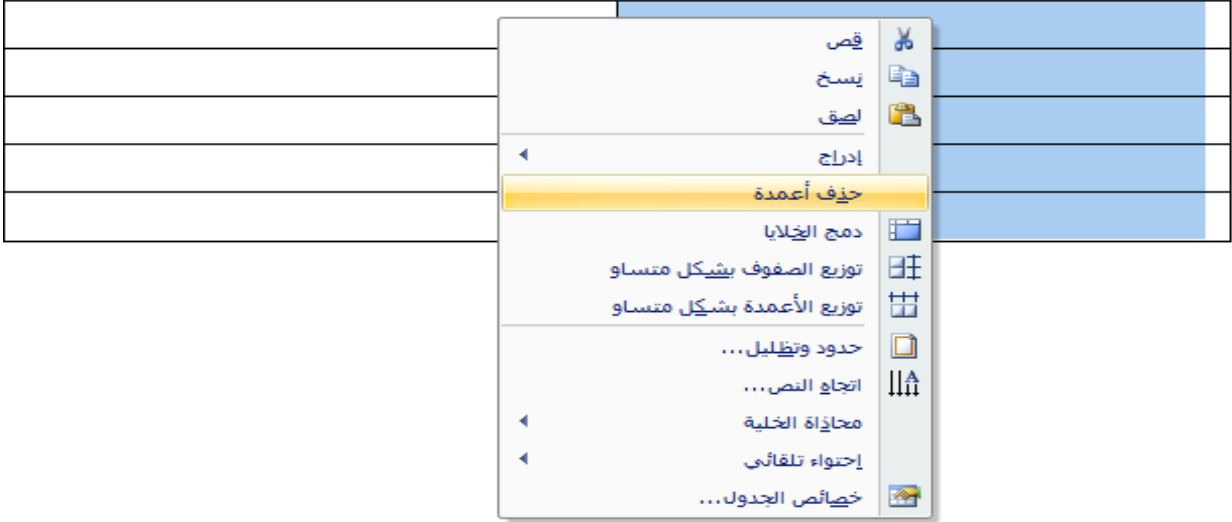 قص
نسخ
لصق
إدراج
حذف أعمدة
دمج الخلايا
توزيع الصفوف بشكل متساو
توزيع الأعمدة بشكل متساو
حدود وتظليل...
اتجاه النص...
محاذاة الخلية
إحتواء تلقائي
خصائص الجدول...